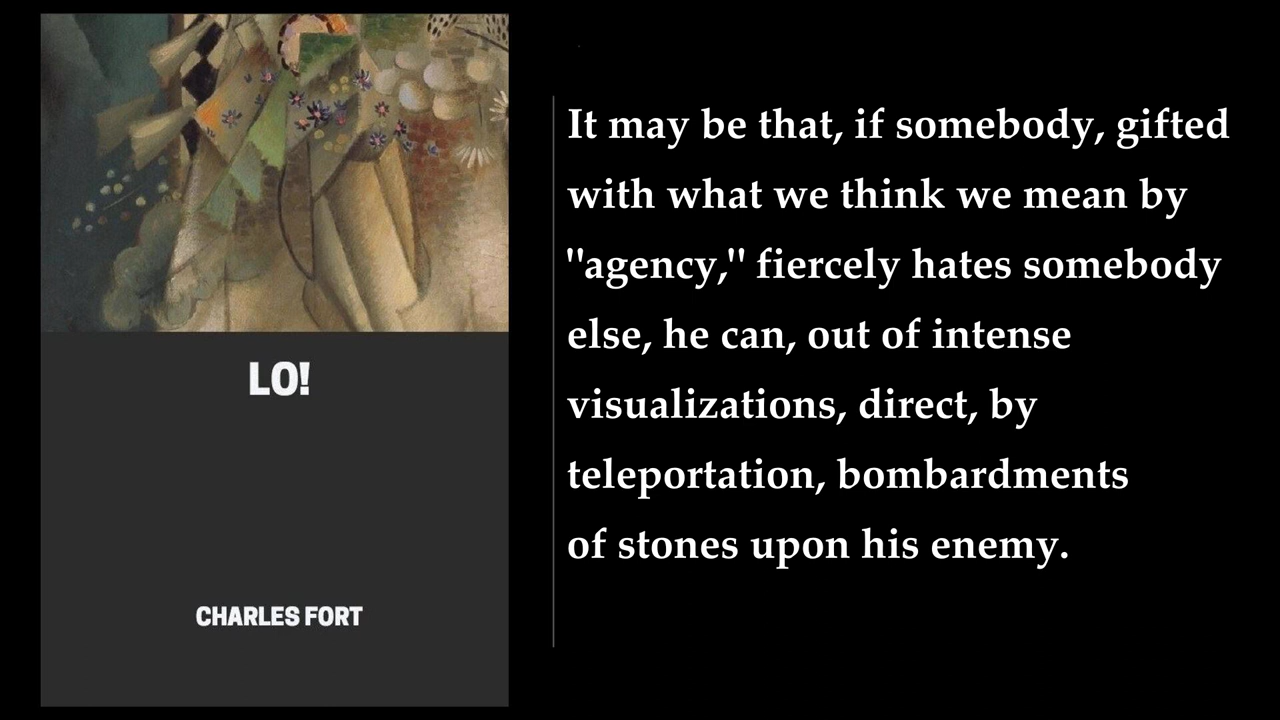 LO!
CHARLES FORT
It may be that, if somebody, gifted
with what we think we mean by
"agency," fiercely hates somebody
else, he can, out of intense
visualizations, direct, by
teleportation, bombardments
of stones upon his enemy.